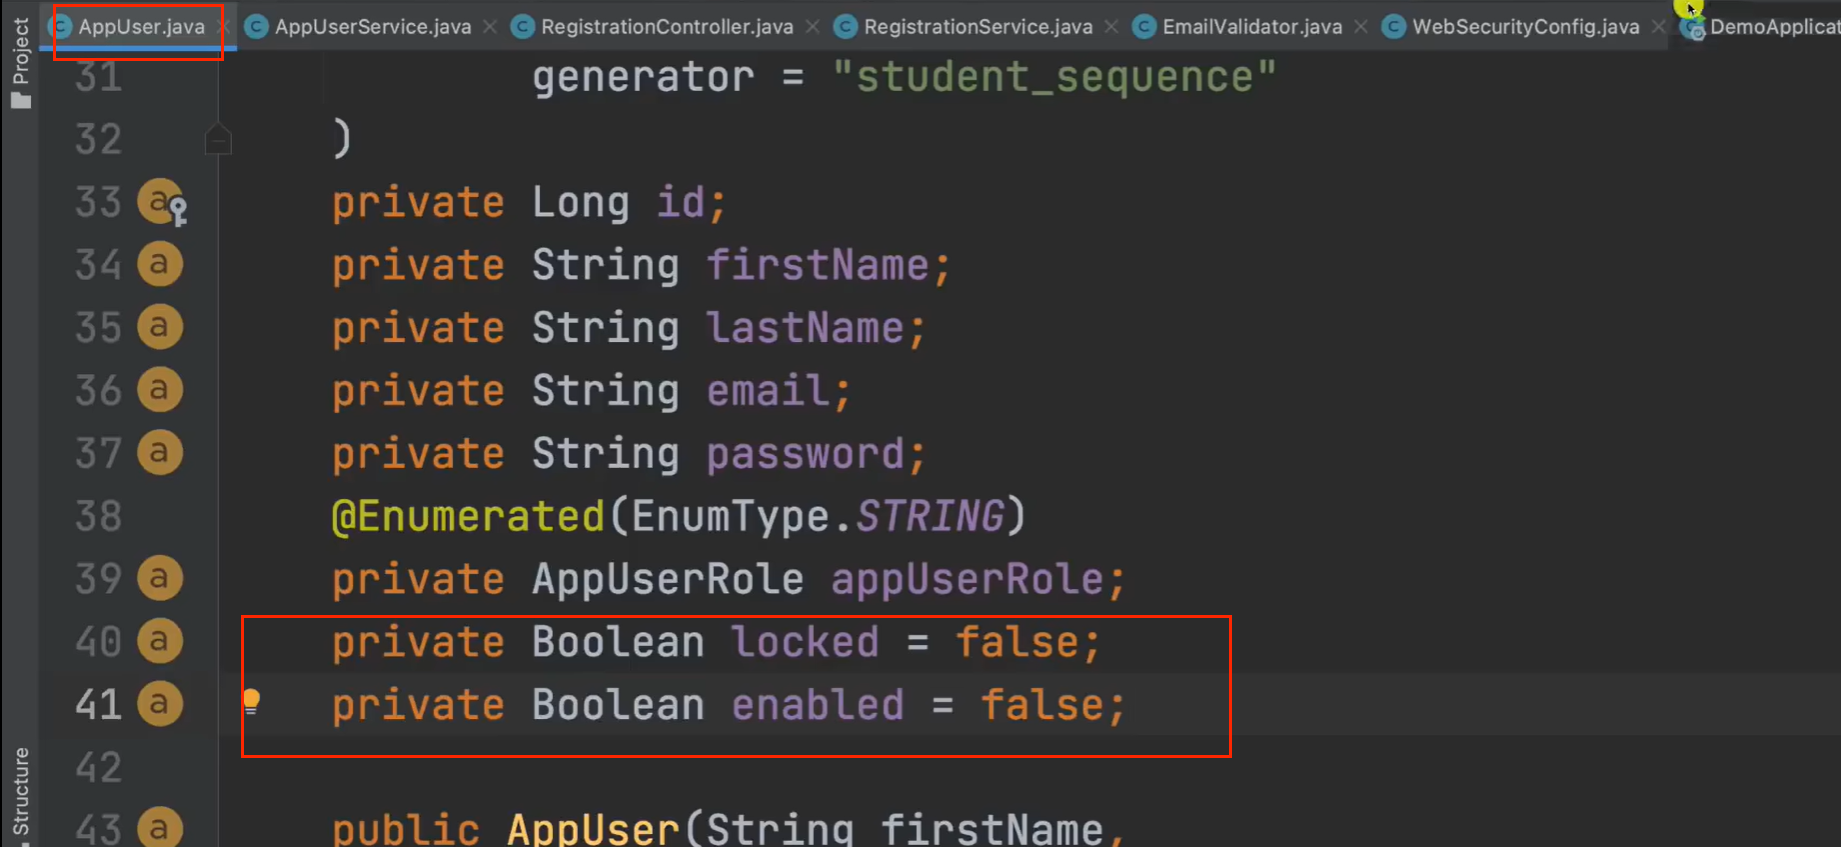 Project
AppUser.java
AppUserService.java
RegistrationController.java
RegistrationService.java
EmailValidator.java
WebSecurityConfig.java
DemoApplicat
31 generator = "student_sequence"
32 )
33 private Long id;
34 private String firstName;
35 private String lastName;
36 private String email;
37 private String password;
38 @Enumerated(EnumType.STRING)
39 private AppUserRole appUserRole;
40 private Boolean locked = false;
41 private Boolean enabled = false;
42
43 public AppUser(String firstName,
Structure